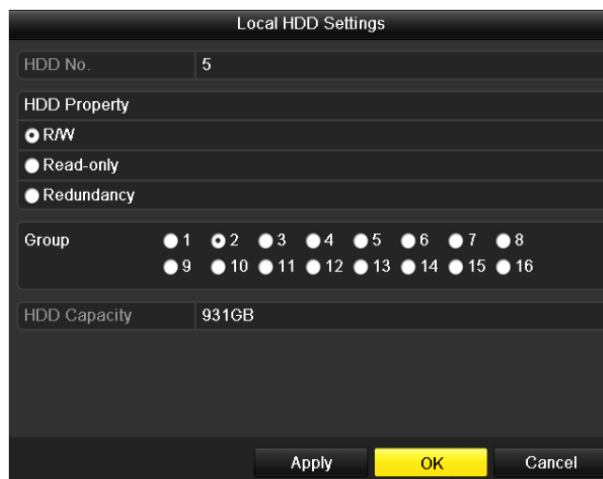 Local HDD Settings
HDD No. 5
HDD Property
R/W
Read-only
Redundancy
Group 1 2 3 4 5 6 7 8
9 10 11 12 13 14 15 16
HDD Capacity 931GB
Apply OK Cancel